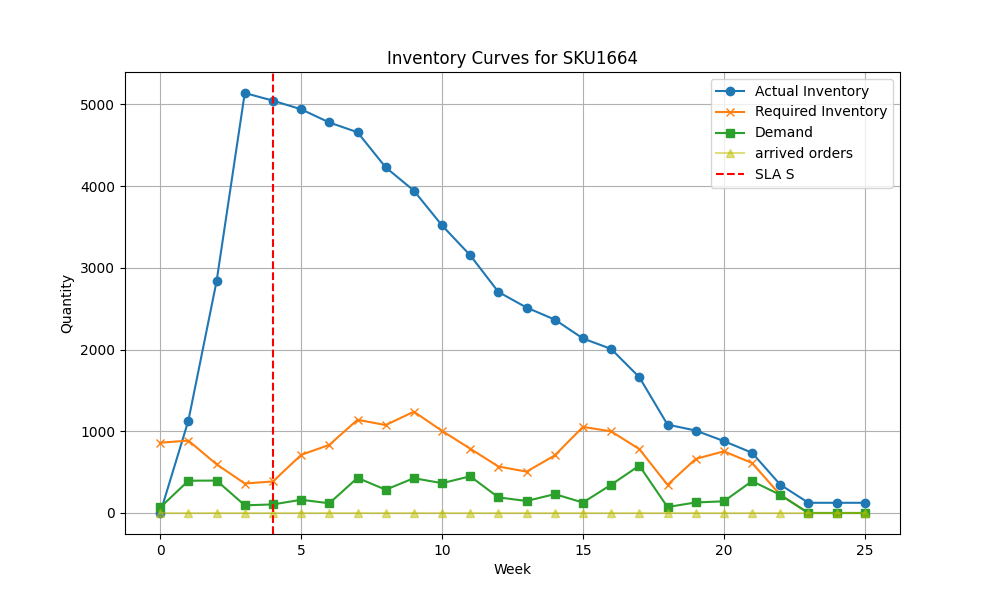 Inventory Curves for SKU1664
Actual Inventory
Required Inventory
Demand
arrived orders
SLA S
Quantity
5000
4000
3000
2000
1000
0
0 5 10 15 20 25
Week